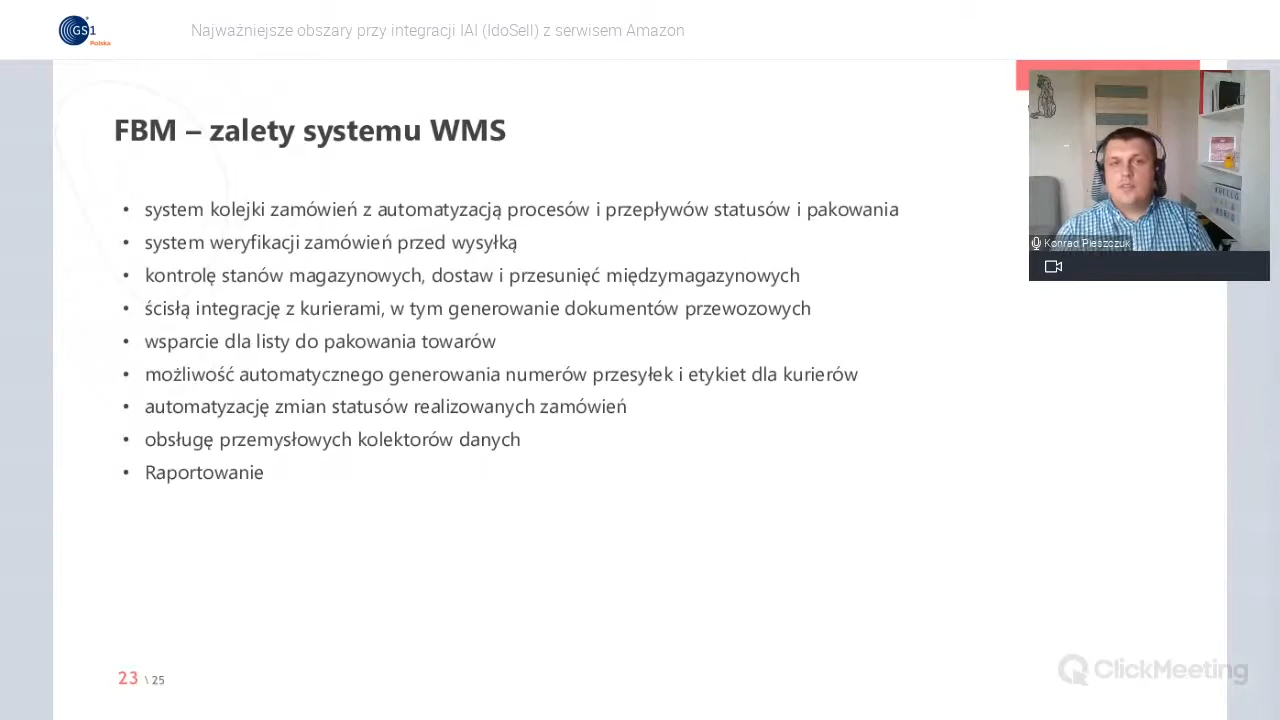 GS1
Polska
Najważniejsze obszary przy integracji IAI (IdoSell) z serwisem Amazon
FBM – zalety systemu WMS
• system kolejki zamówień z automatyzacją procesów i przepływów statusów i pakowania
• system weryfikacji zamówień przed wysyłką
• kontrolę stanów magazynowych, dostaw i przesunięć międzymagazynowych
• ścisłą integrację z kurierami, w tym generowanie dokumentów przewozowych
• wsparcie dla listy do pakowania towarów
• możliwość automatycznego generowania numerów przesyłek i etykiet dla kurierów
• automatyzację zmian statusów realizowanych zamówień
• obsługę przemysłowych kolektorów danych
• Raportowanie
Konrad Pieszczuk
23 \ 25
ClickMeeting